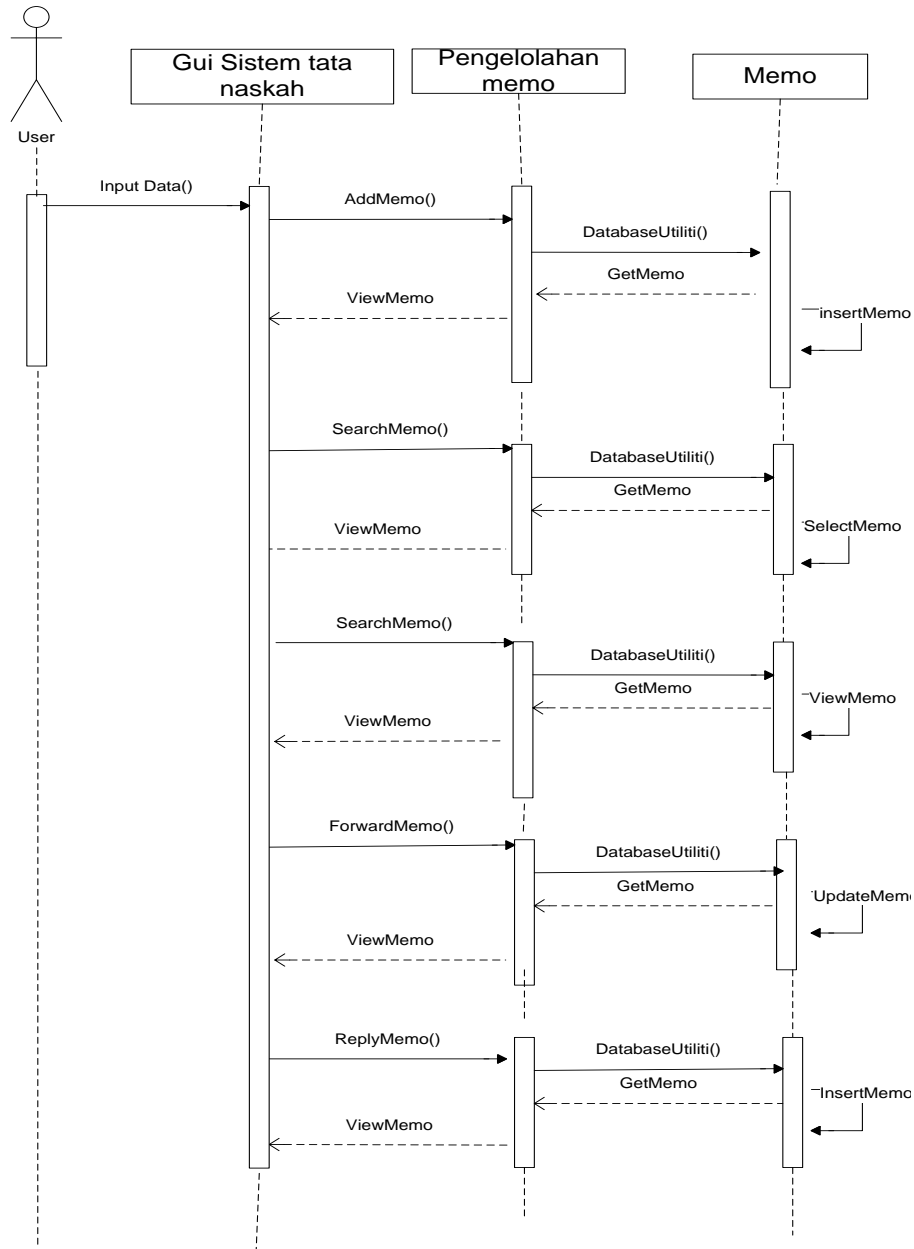 Gui Sistem tata
naskah
Pengelolahan
memo
Memo
User
Input Data()
AddMemo()
DatabaseUtiliti()
GetMemo
ViewMemo
insertMemo
SearchMemo()
DatabaseUtiliti()
GetMemo
ViewMemo
SelectMemo
SearchMemo()
DatabaseUtiliti()
GetMemo
ViewMemo
ViewMemo
ForwardMemo()
DatabaseUtiliti()
GetMemo
UpdateMemo
ViewMemo
ReplyMemo()
DatabaseUtiliti()
GetMemo
InsertMemo
ViewMemo